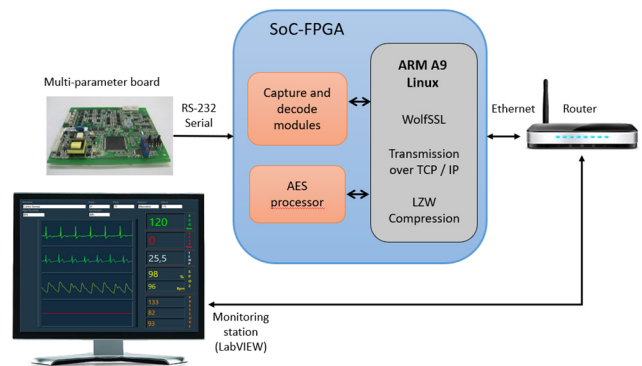 SoC-FPGA
Multi-parameter board
RS-232
Serial
Capture and
decode
modules
AES
processor
ARM A9
Linux
WolfSSL
Transmission
over TCP / IP
LZW
Compression
Ethernet
Router
120
0
25,5
98
%
96
133
82
93
Monitoring
station
(LabVIEW)